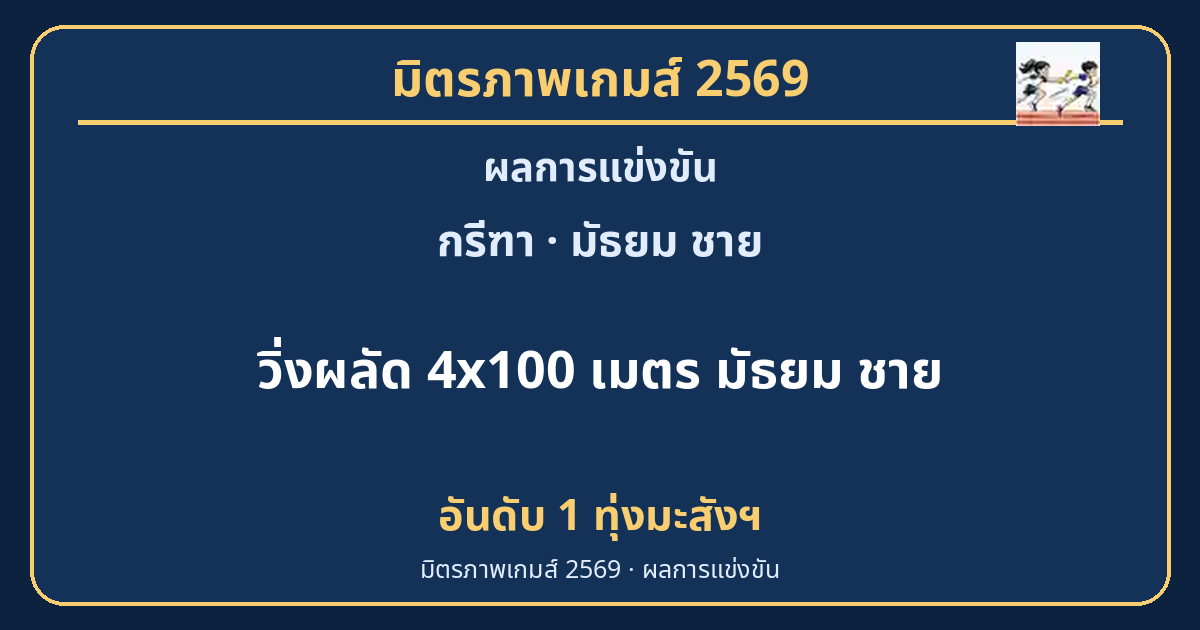 มิตรภาพเกมส์ 2569
ผลการแข่งขัน
กรีฑา · มัธยม ชาย
วิ่งผลัด 4x100 เมตร มัธยม ชาย
อันดับ 1 ทุ่งมะสังฯ
มิตรภาพเกมส์ 2569 · ผลการแข่งขัน